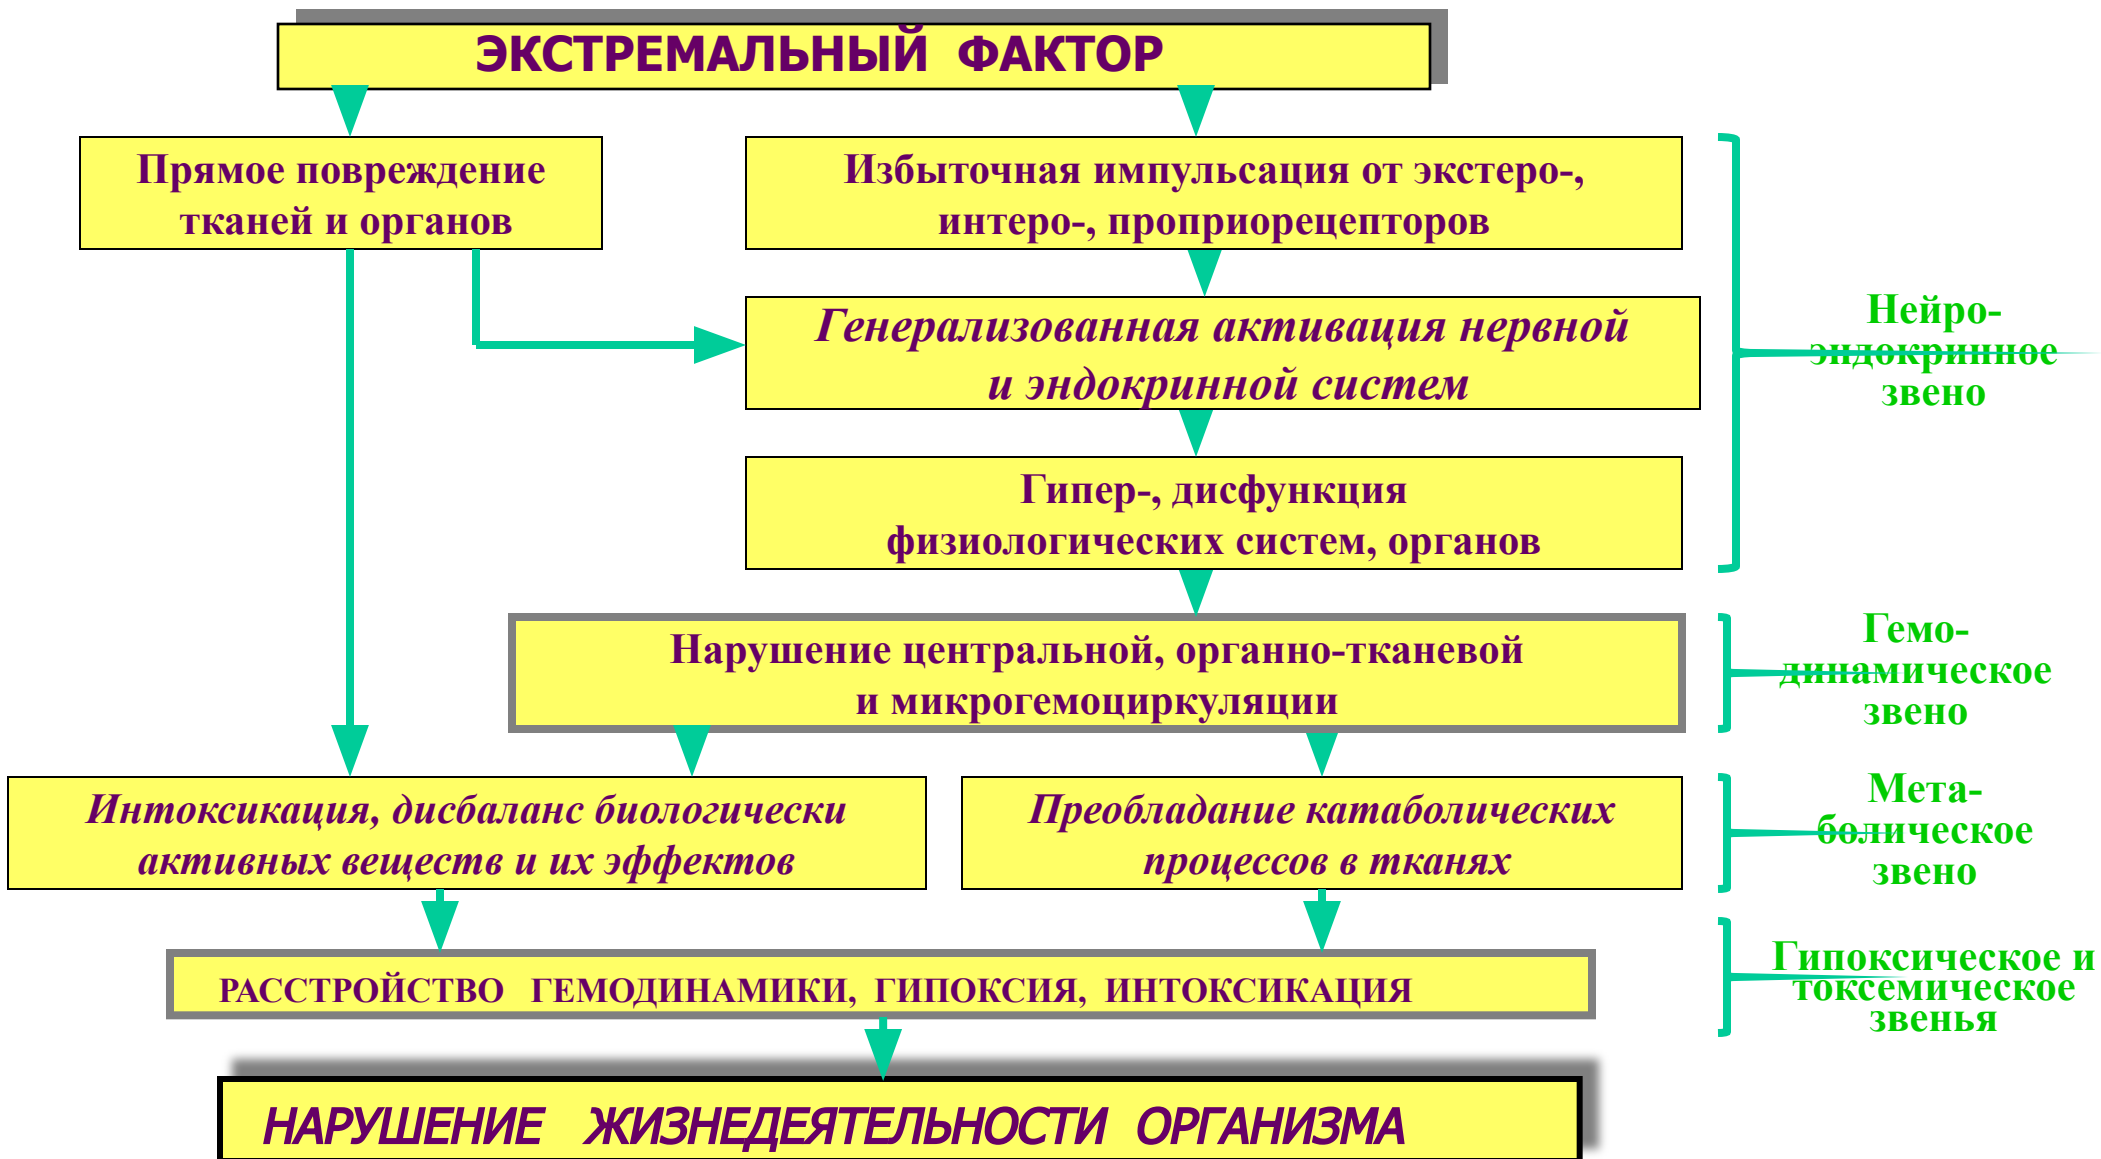 ЭКСТРЕМАЛЬНЫЙ ФАКТОР
Прямое повреждение
тканей и органов
Избыточная импульсация от экстеро-,
интеро-, проприорецепторов
Генерализованная активация нервной
и эндокринной систем
Гипер-, дисфункция
физиологических систем, органов
Нейро-
эндокринное
звено
Нарушение центральной, органно-тканевой
и микрогемоциркуляции
Гемо-
динамическое
звено
Интоксикация, дисбаланс биологически
активных веществ и их эффектов
Преобладание катаболических
процессов в тканях
Мета-
болическое
звено
РАССТРОЙСТВО ГЕМОДИНАМИКИ, ГИПОКСИЯ, ИНТОКСИКАЦИЯ
Гипоксическое и
токсемическое
звенья
НАРУШЕНИЕ ЖИЗНЕДЕЯТЕЛЬНОСТИ ОРГАНИЗМА